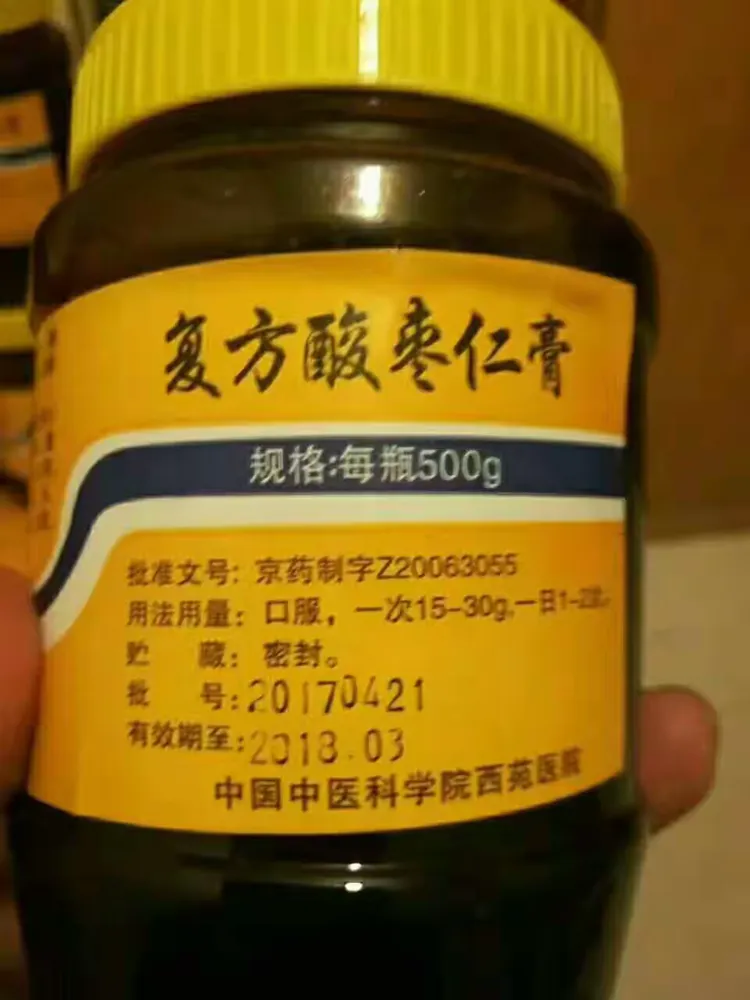 复方酸枣仁膏
规格:每瓶500g
批准文号: 京药制字Z20063055
用法用量: 口服,一次15-30g,一日1-2
贮 藏: 密封。
批 号:20170421
有效期至:2018.03
中国中医科学院西苑医院